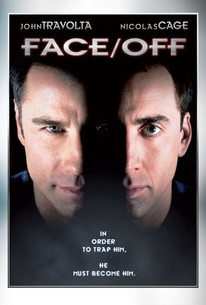 JOHN TRAVOLTA NICOLAS CAGE
FACE/OFF
IN
ORDER
TO TRAP HIM,
HE
MUST BECOME HIM.